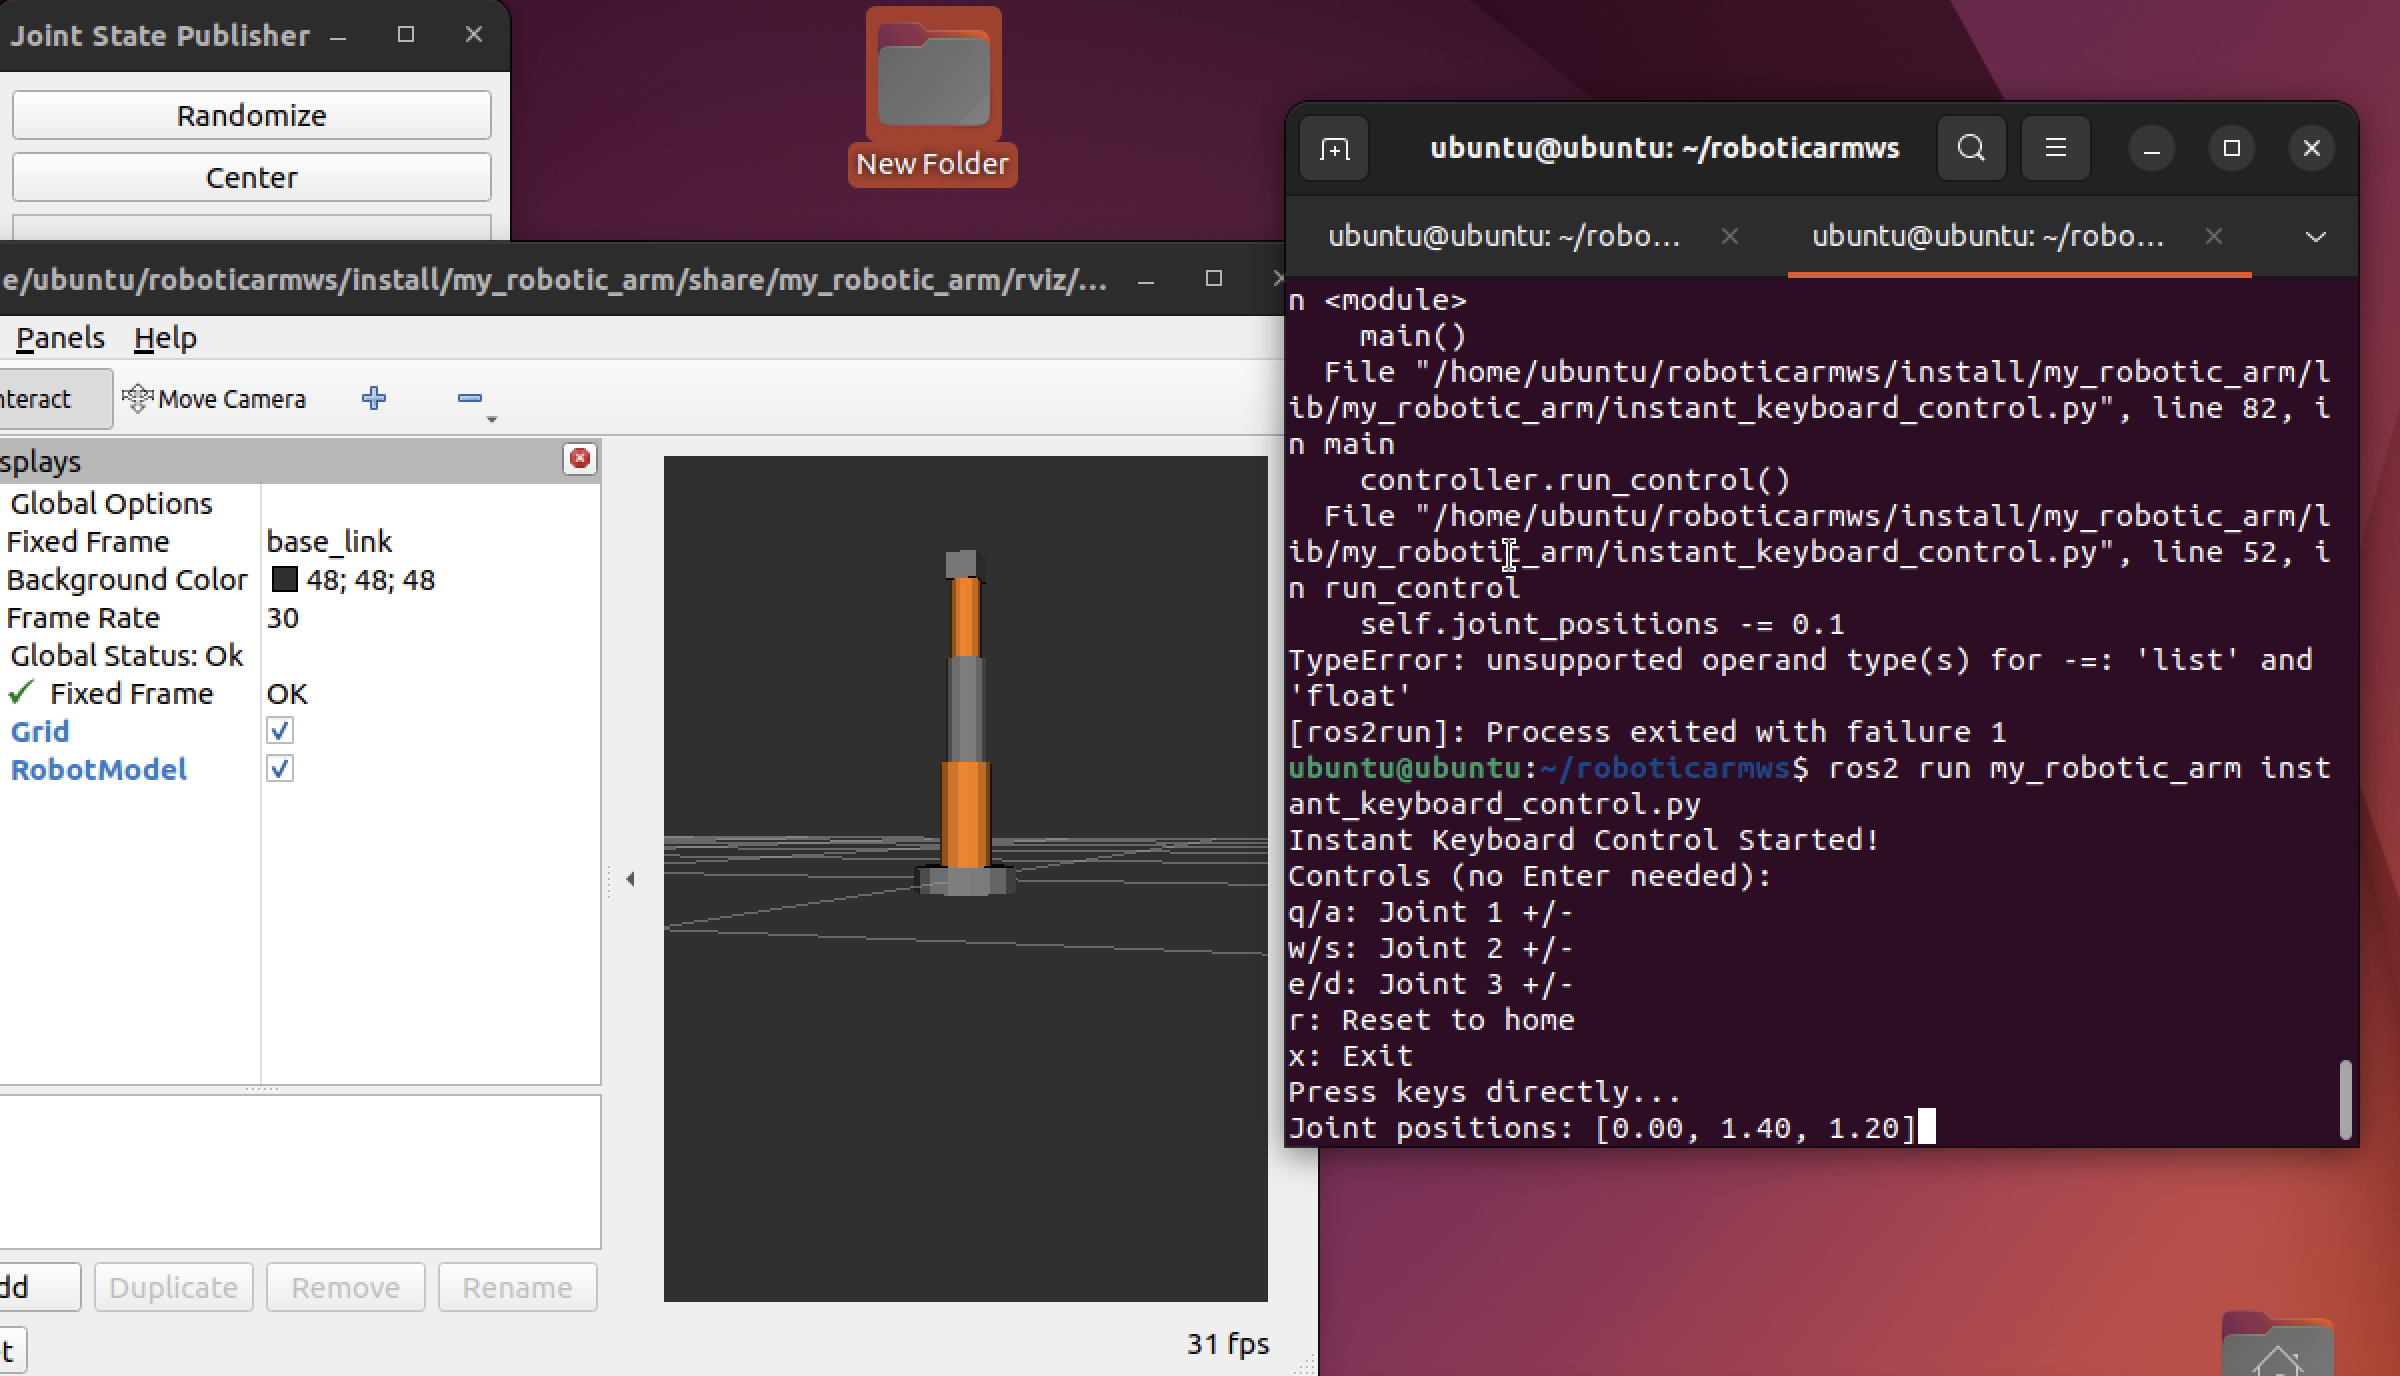 Joint State Publisher
Randomize
Center
New Folder
e/ubuntu/roboticarmws/install/my_robotic_arm/share/my_robotic_arm/rviz/...
Panels Help
nteract Move Camera
splays
Global Options
Fixed Frame base_link
Background Color 48; 48; 48
Frame Rate 30
Global Status: Ok
Fixed Frame OK
Grid
RobotModel
dd Duplicate Remove Rename
t
31 fps
ubuntu@ubuntu: ~/roboticarmws
ubuntu@ubuntu: ~/robo... ubuntu@ubuntu: ~/robo...
n <module>
    main()
  File "/home/ubuntu/roboticarmws/install/my_robotic_arm/l
ib/my_robotic_arm/instant_keyboard_control.py", line 82, i
n main
    controller.run_control()
  File "/home/ubuntu/roboticarmws/install/my_robotic_arm/l
ib/my_robotic_arm/instant_keyboard_control.py", line 52, i
n run_control
    self.joint_positions -= 0.1
TypeError: unsupported operand type(s) for -=: 'list' and
'float'
[ros2run]: Process exited with failure 1
ubuntu@ubuntu:~/roboticarmws$ ros2 run my_robotic_arm inst
ant_keyboard_control.py
Instant Keyboard Control Started!
Controls (no Enter needed):
q/a: Joint 1 +/-
w/s: Joint 2 +/-
e/d: Joint 3 +/-
r: Reset to home
x: Exit
Press keys directly...
Joint positions: [0.00, 1.40, 1.20]